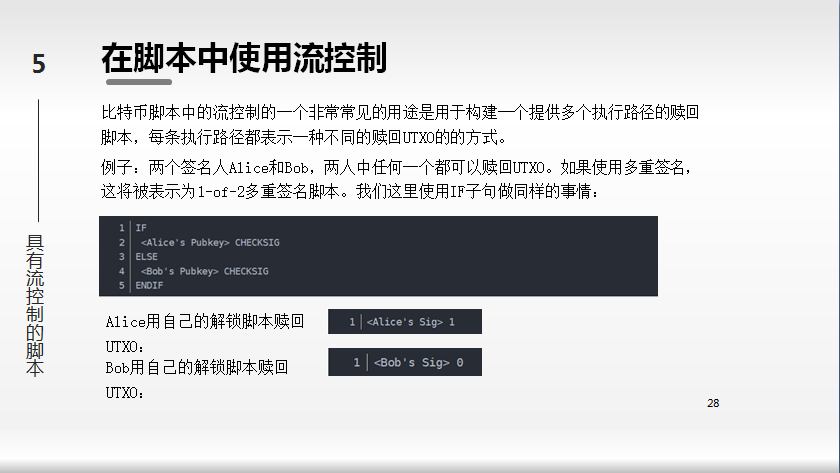 5
在脚本中使用流控制
比特币脚本中的流控制的一个非常常见的用途是用于构建一个提供多个执行路径的赎回
脚本，每条执行路径都表示一种不同的赎回UTXO的的方式。
例子：两个签名人Alice和Bob，两人中任何一个都可以赎回UTXO。如果使用多重签名，
这将被表示为1-of-2多重签名脚本。我们这里使用IF子句做同样的事情：
1 IF
2 <Alice's Pubkey> CHECKSIG
3 ELSE
4 <Bob's Pubkey> CHECKSIG
5 ENDIF
具有流控制的脚本
Alice用自己的解锁脚本赎回
UTXO：
1 <Alice's Sig> 1
Bob用自己的解锁脚本赎回
UTXO：
1 <Bob's Sig> 0
28